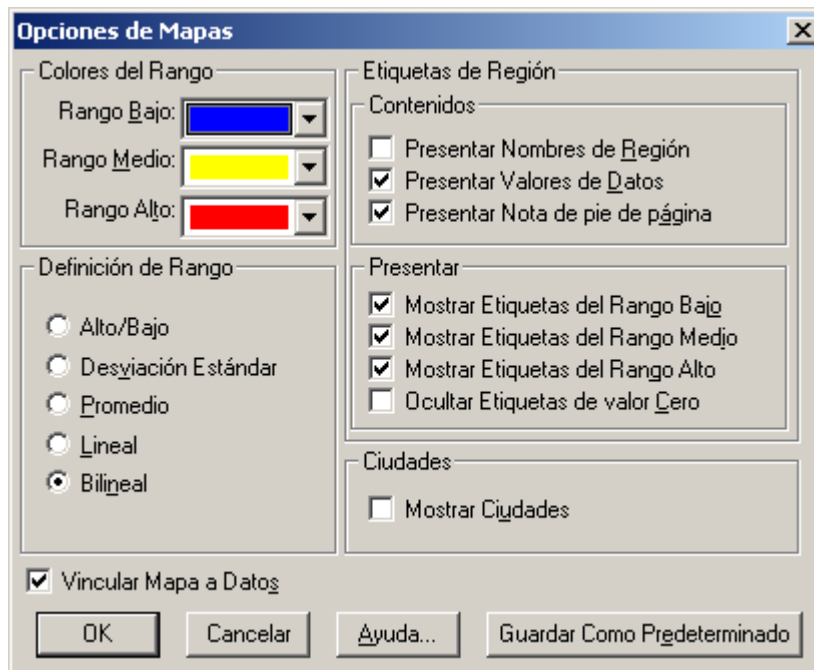 Opciones de Mapas
Colores del Rango
Rango Bajo:
Rango Medio:
Rango Alto:
Definición de Rango
Alto/Bajo
Desviación Estándar
Promedio
Lineal
Bilineal
Etiquetas de Región
Contenidos
Presentar Nombres de Región
Presentar Valores de Datos
Presentar Nota de pie de página
Presentar
Mostrar Etiquetas del Rango Bajo
Mostrar Etiquetas del Rango Medio
Mostrar Etiquetas del Rango Alto
Ocultar Etiquetas de valor Cero
Ciudades
Mostrar Ciudades
Vincular Mapa a Datos
OK Cancelar Ayuda... Guardar Como Predeterminado